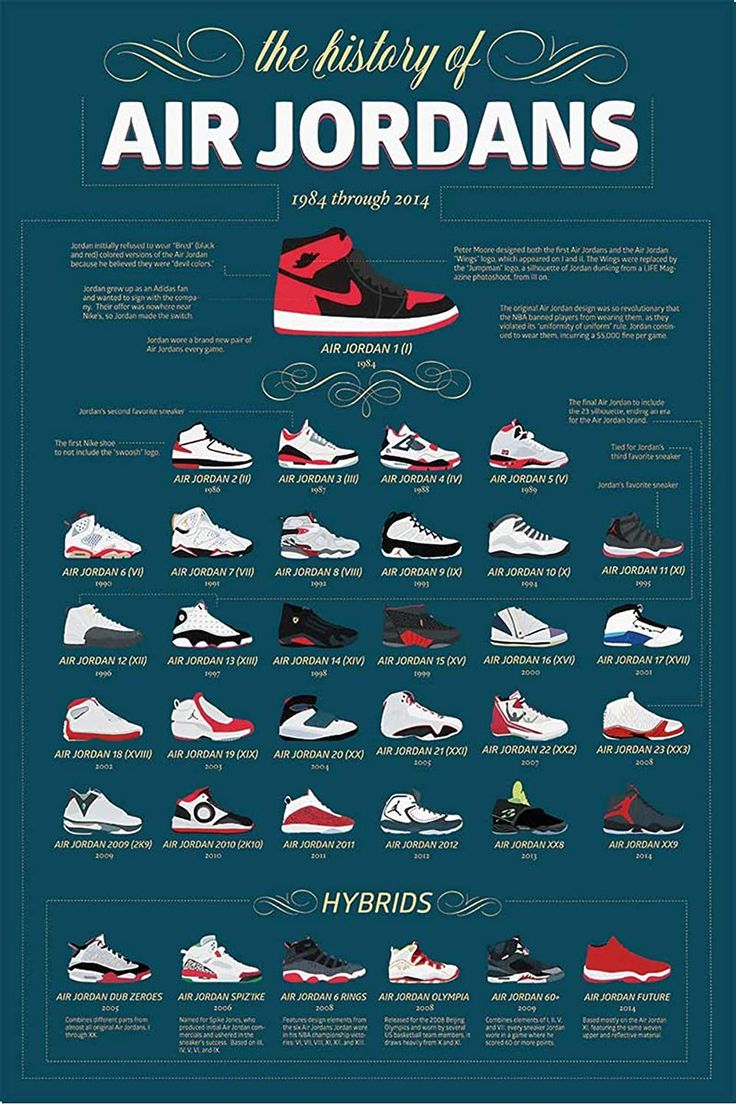 the history of
AIR JORDANS
1984 through 2014
Jordan initially refused to wear "Bred" (black
and red) colored versions of the Air Jordan
because he believed they were "devil colors."
Jordan grew up as an Adidas fan
and wanted to sign with the compa-
ny. Their offer was nowhere near
Nike's, so Jordan made the switch.
Jordan wore a brand new pair of
Air Jordans every game.
Peter Moore designed both the first Air Jordans and the Air Jordan
"Wings" logo, which appeared on I and II. The Wings were replaced by
the "Jumpman" logo, a silhouette of Jordan dunking from a LIFE Mag-
azine photoshoot, from III on.
The original Air Jordan design was so revolutionary that
the NBA banned players from wearing them, as they
violated its "uniformity of uniform" rule. Jordan contin-
ued to wear them, incurring a $5,000 fine per game.
AIR JORDAN 1 (I)
1984
Jordan's second favorite sneaker
The first Nike shoe
to not include the "swoosh" logo.
The final Air Jordan to include
the 23 silhouette, ending an era
for the Air Jordan brand.
Tied for Jordan's
third favorite sneaker
Jordan's favorite sneaker
AIR JORDAN 2 (II)
1986
AIR JORDAN 3 (III)
1987
AIR JORDAN 4 (IV)
1988
AIR JORDAN 5 (V)
1989
AIR JORDAN 6 (VI)
1990
AIR JORDAN 7 (VII)
1991
AIR JORDAN 8 (VIII)
1992
AIR JORDAN 9 (IX)
1993
AIR JORDAN 10 (X)
1994
AIR JORDAN 11 (XI)
1995
AIR JORDAN 12 (XII)
1996
AIR JORDAN 13 (XIII)
1997
AIR JORDAN 14 (XIV)
1998
AIR JORDAN 15 (XV)
1999
AIR JORDAN 16 (XVI)
2000
AIR JORDAN 17 (XVII)
2001
AIR JORDAN 18 (XVIII)
2002
AIR JORDAN 19 (XIX)
2003
AIR JORDAN 20 (XX)
2004
AIR JORDAN 21 (XXI)
2005
AIR JORDAN 22 (XX2)
2007
AIR JORDAN 23 (XX3)
2008
AIR JORDAN 2009 (2K9)
2009
AIR JORDAN 2010 (2K10)
2010
AIR JORDAN 2011
2011
AIR JORDAN 2012
2012
AIR JORDAN XX8
2013
AIR JORDAN XX9
2014
HYBRIDS
AIR JORDAN DUB ZEROES
2005
Combines different parts from
almost all original Air Jordans, I
through XX.
AIR JORDAN SPIZ'IKE
2006
Named for Spike Jones, who
produced initial Air Jordan com-
mercials and ushered in the
sneaker's success. Based on III,
IV, V, VI, and IX.
AIR JORDAN 6 RINGS
2008
Features design elements from
the six Air Jordans Jordan wore
in his NBA championship victo-
ries: VI, VII, VIII, XI, XII, and XIII.
AIR JORDAN OLYMPIA
2008
Released for the 2008 Beijing
Olympics and worn by several
US basketball team members, it
draws heavily from X and XI.
AIR JORDAN 60+
2009
Combines elements of I, II, V,
and VII: every sneaker Jordan
wore in a game where he
scored 60 or more points.
AIR JORDAN FUTURE
2014
Based mostly on the Air Jordan
XI, featuring the same woven
upper and reflective material.